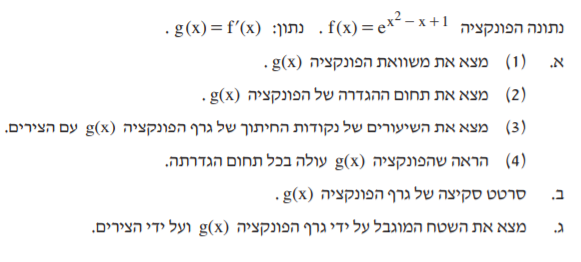 נתונה הפונקציה f(x) = e^{x² – x + 1} . נתון: g(x) = f′(x) .
א. (1) מצא את משוואת הפונקציה g(x) .
(2) מצא את תחום ההגדרה של הפונקציה g(x) .
(3) מצא את השיעורים של נקודות החיתוך של גרף הפונקציה g(x) עם הצירים.
(4) הראה שהפונקציה g(x) עולה בכל תחום הגדרתה.
ב. סרטט סקיצה של גרף הפונקציה g(x) .
ג. מצא את השטח המוגבל על ידי גרף הפונקציה g(x) ועל ידי הצירים.